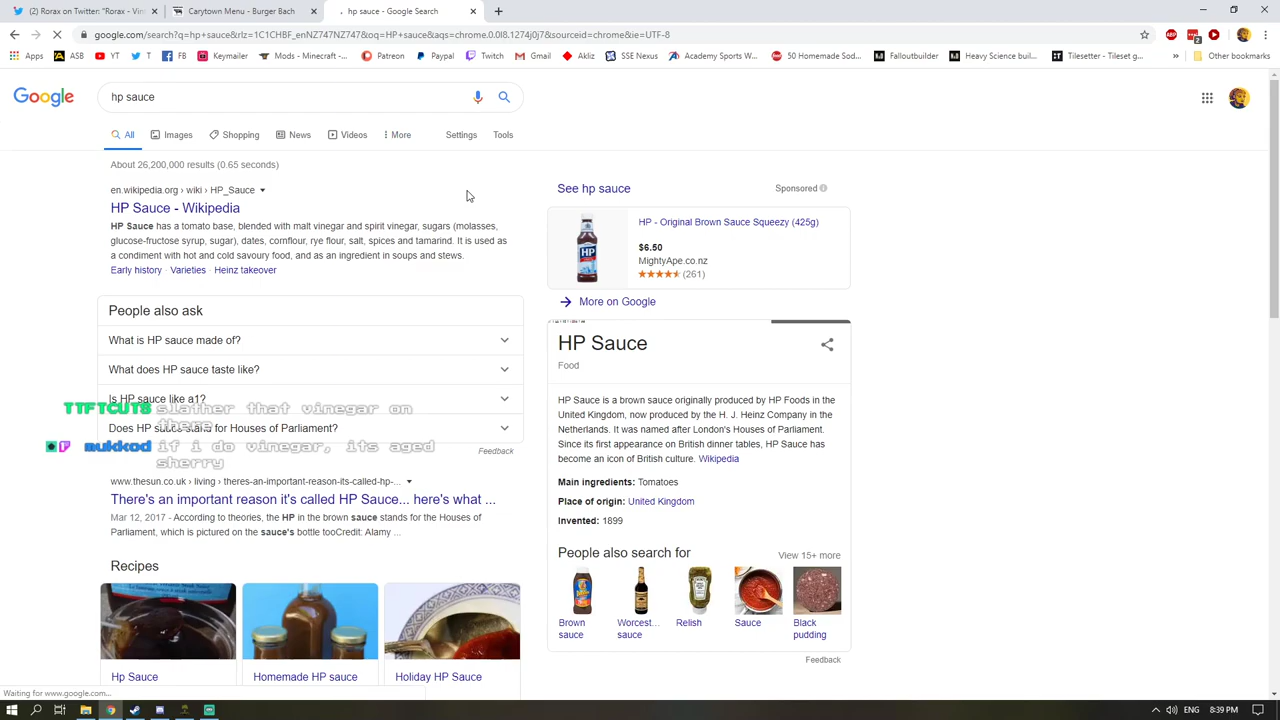 (2) Rorax on Twitter: "Rorax - Vin
Carytown Menu - Burger Bach
hp sauce - Google Search
google.com/search?q=hp+sauce&rlz=1C1CHBF_enNZ747NZ747&oq=HP+sauce&aqs=chrome.0.0l8.1274j0j7&sourceid=chrome&ie=UTF-8
Apps ASB YT T FB Keymailer Mods - Minecraft -... Patreon Paypal Twitch Gmail Akliz SSE Nexus Academy Sports W... 50 Homemade Sod... Falloutbuilder Heavy Science buil... Tilesetter - Tileset g... » Other bookmarks
Google
hp sauce
All Images Shopping News Videos More Settings Tools
About 26,200,000 results (0.65 seconds)
en.wikipedia.org › wiki › HP_Sauce
HP Sauce - Wikipedia
HP Sauce has a tomato base, blended with malt vinegar and spirit vinegar, sugars (molasses,
glucose-fructose syrup, sugar), dates, cornflour, rye flour, salt, spices and tamarind. It is used as
a condiment with hot and cold savoury food, and as an ingredient in soups and stews.
Early history · Varieties · Heinz takeover
People also ask
What is HP sauce made of?
What does HP sauce taste like?
Is HP sauce like a1?
TTFTCUTS slather that vinegar on
there
Does HP sauce stand for Houses of Parliament?
mukkod if i do vinegar, its aged
sherry
Feedback
www.thesun.co.uk › living › theres-an-important-reason-its-called-hp-...
There's an important reason it's called HP Sauce... here's what ...
Mar 12, 2017 - According to theories, the HP in the brown sauce stands for the Houses of
Parliament, which is pictured on the sauce's bottle tooCredit: Alamy ...
Recipes
Hp Sauce
Homemade HP sauce
Holiday HP Sauce
See hp sauce
Sponsored
HP - Original Brown Sauce Squeezy (425g)
HP
$6.50
MightyApe.co.nz
(261)
More on Google
HP Sauce
Food
HP Sauce is a brown sauce originally produced by HP Foods in the
United Kingdom, now produced by the H. J. Heinz Company in the
United Kingdom. It was named after London's Houses of Parliament.
Since its first appearance on British dinner tables, HP Sauce has
become an icon of British culture. Wikipedia
Main ingredients: Tomatoes
Place of origin: United Kingdom
Invented: 1899
People also search for
View 15+ more
Brown
sauce
Worcest...
sauce
Relish
Sauce
Black
pudding
Feedback
Waiting for www.google.com...
ENG 8:39 PM